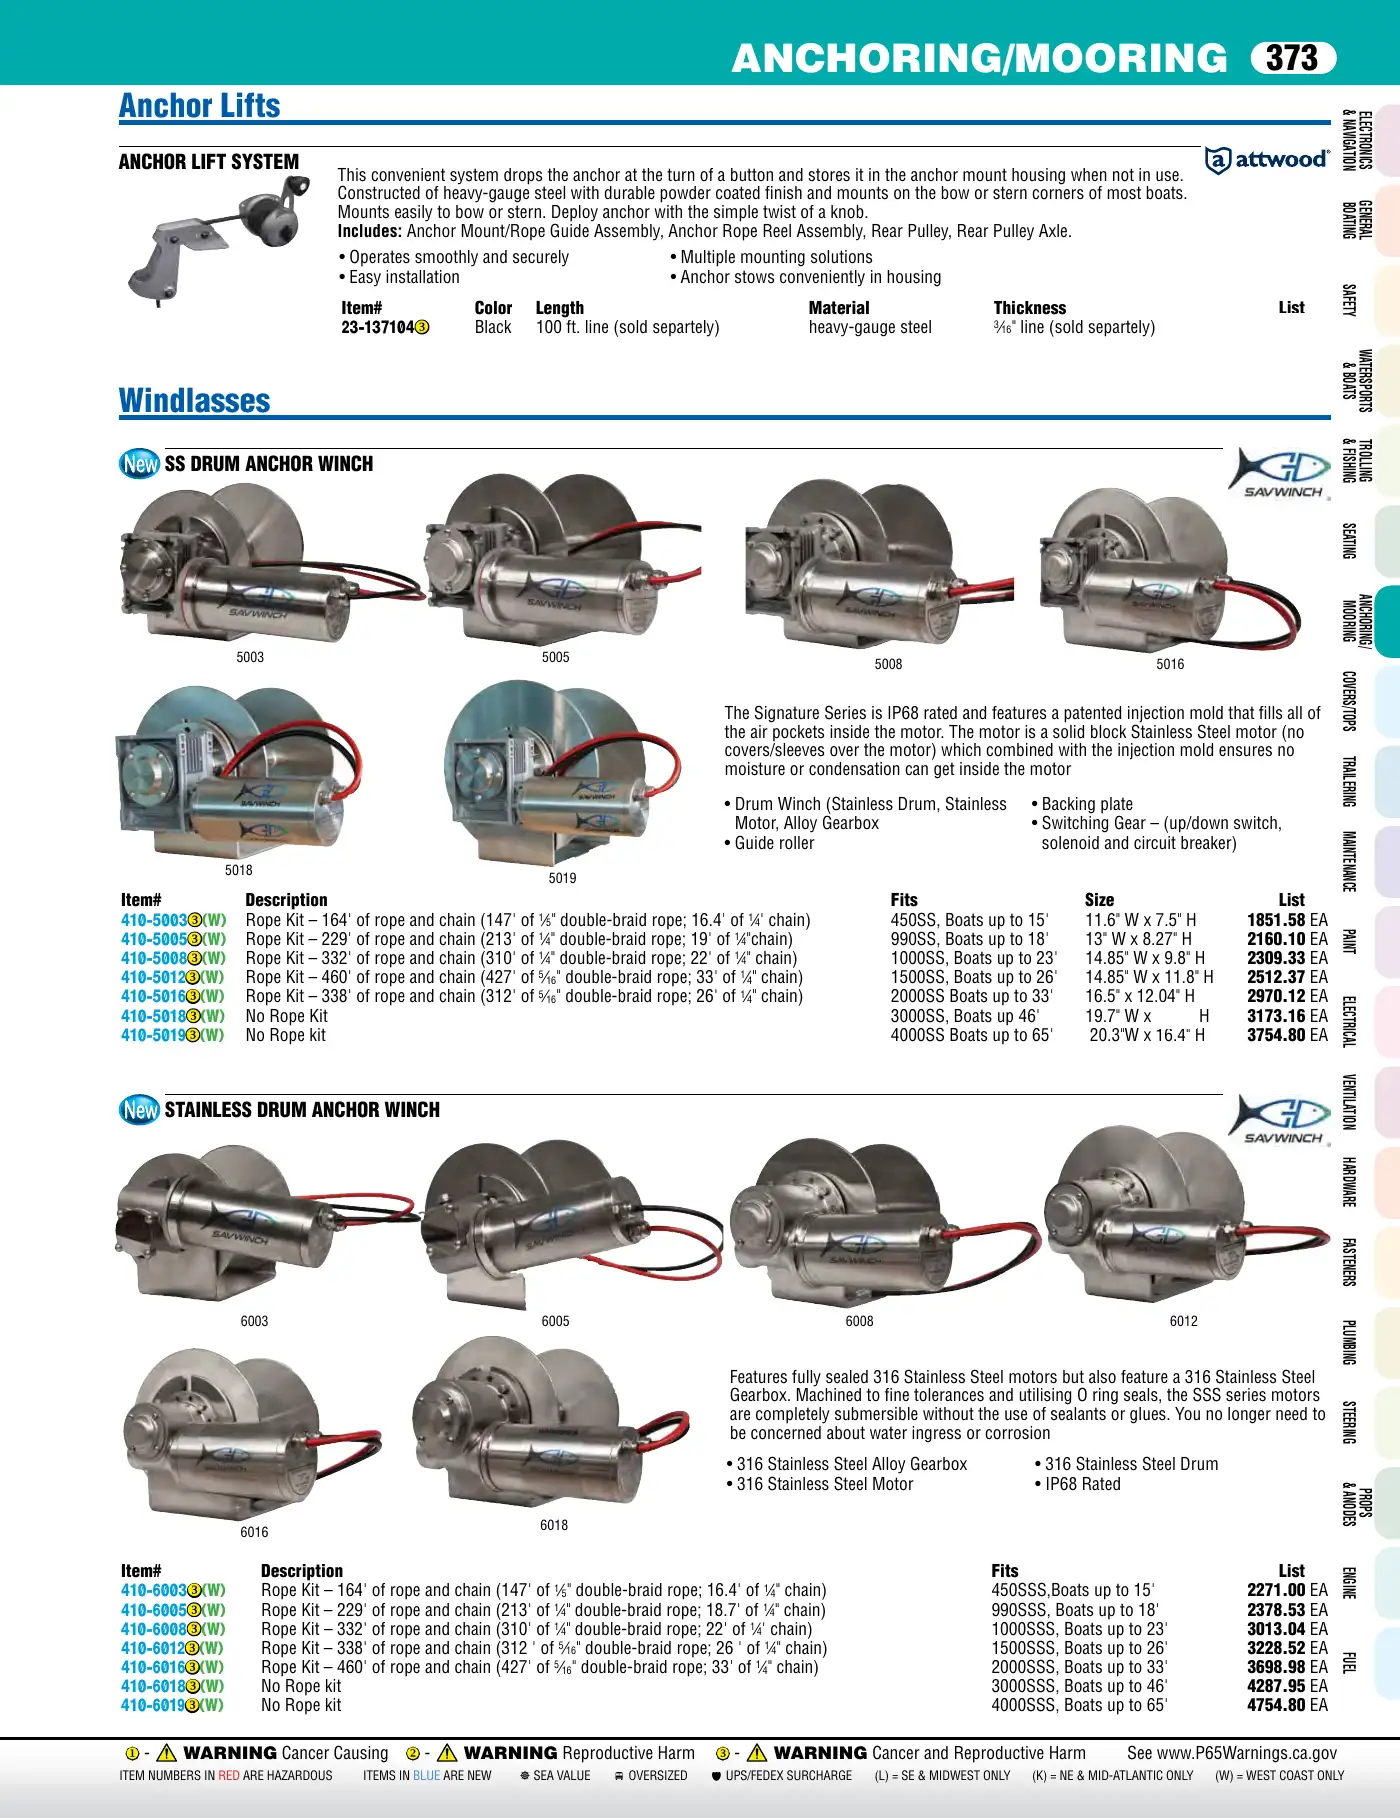 ANCHORING/MOORING 373
Anchor Lifts
ANCHOR LIFT SYSTEM
attwood
This convenient system drops the anchor at the turn of a button and stores it in the anchor mount housing when not in use.
Constructed of heavy-gauge steel with durable powder coated finish and mounts on the bow or stern corners of most boats.
Mounts easily to bow or stern. Deploy anchor with the simple twist of a knob.
Includes: Anchor Mount/Rope Guide Assembly, Anchor Rope Reel Assembly, Rear Pulley, Rear Pulley Axle.
• Operates smoothly and securely • Multiple mounting solutions
• Easy installation • Anchor stows conveniently in housing
Item# Color Length Material Thickness List
23-137104③ Black 100 ft. line (sold separtely) heavy-gauge steel 3⁄16" line (sold separtely)
Windlasses
New SS DRUM ANCHOR WINCH
SAVWINCH
5003 5005 5008 5016
5018 5019
The Signature Series is IP68 rated and features a patented injection mold that fills all of
the air pockets inside the motor. The motor is a solid block Stainless Steel motor (no
covers/sleeves over the motor) which combined with the injection mold ensures no
moisture or condensation can get inside the motor
• Drum Winch (Stainless Drum, Stainless • Backing plate
Motor, Alloy Gearbox • Switching Gear – (up/down switch,
• Guide roller solenoid and circuit breaker)
Item# Description Fits Size List
410-5003③(W) Rope Kit – 164' of rope and chain (147' of 1⁄5" double-braid rope; 16.4' of 1⁄4' chain) 450SS, Boats up to 15' 11.6" W x 7.5" H 1851.58 EA
410-5005③(W) Rope Kit – 229' of rope and chain (213' of 1⁄4" double-braid rope; 19' of 1⁄4"chain) 990SS, Boats up to 18' 13" W x 8.27" H 2160.10 EA
410-5008③(W) Rope Kit – 332' of rope and chain (310' of 1⁄4" double-braid rope; 22' of 1⁄4" chain) 1000SS, Boats up to 23' 14.85" W x 9.8" H 2309.33 EA
410-5012③(W) Rope Kit – 460' of rope and chain (427' of 5⁄16" double-braid rope; 33' of 1⁄4" chain) 1500SS, Boats up to 26' 14.85" W x 11.8" H 2512.37 EA
410-5016③(W) Rope Kit – 338' of rope and chain (312' of 5⁄16" double-braid rope; 26' of 1⁄4" chain) 2000SS Boats up to 33' 16.5" x 12.04" H 2970.12 EA
410-5018③(W) No Rope Kit 3000SS, Boats up 46' 19.7" W x H 3173.16 EA
410-5019③(W) No Rope kit 4000SS Boats up to 65' 20.3"W x 16.4" H 3754.80 EA
New STAINLESS DRUM ANCHOR WINCH
SAVWINCH
6003 6005 6008 6012
6016 6018
Features fully sealed 316 Stainless Steel motors but also feature a 316 Stainless Steel
Gearbox. Machined to fine tolerances and utilising O ring seals, the SSS series motors
are completely submersible without the use of sealants or glues. You no longer need to
be concerned about water ingress or corrosion
• 316 Stainless Steel Alloy Gearbox • 316 Stainless Steel Drum
• 316 Stainless Steel Motor • IP68 Rated
Item# Description Fits List
410-6003③(W) Rope Kit – 164' of rope and chain (147' of 1⁄5" double-braid rope; 16.4' of 1⁄4" chain) 450SSS,Boats up to 15' 2271.00 EA
410-6005③(W) Rope Kit – 229' of rope and chain (213' of 1⁄4" double-braid rope; 18.7' of 1⁄4" chain) 990SSS, Boats up to 18' 2378.53 EA
410-6008③(W) Rope Kit – 332' of rope and chain (310' of 1⁄4" double-braid rope; 22' of 1⁄4' chain) 1000SSS, Boats up to 23' 3013.04 EA
410-6012③(W) Rope Kit – 338' of rope and chain (312 ' of 5⁄16" double-braid rope; 26 ' of 1⁄4" chain) 1500SSS, Boats up to 26' 3228.52 EA
410-6016③(W) Rope Kit – 460' of rope and chain (427' of 5⁄16" double-braid rope; 33' of 1⁄4" chain) 2000SSS, Boats up to 33' 3698.98 EA
410-6018③(W) No Rope kit 3000SSS, Boats up to 46' 4287.95 EA
410-6019③(W) No Rope kit 4000SSS, Boats up to 65' 4754.80 EA
① - WARNING Cancer Causing ② - WARNING Reproductive Harm ③ - WARNING Cancer and Reproductive Harm See www.P65Warnings.ca.gov
ITEM NUMBERS IN RED ARE HAZARDOUS ITEMS IN BLUE ARE NEW SEA VALUE OVERSIZED UPS/FEDEX SURCHARGE (L) = SE & MIDWEST ONLY (K) = NE & MID-ATLANTIC ONLY (W) = WEST COAST ONLY
ELECTRONICS
& NAVIGATION
GENERAL
BOATING
SAFETY
WATERSPORTS
& BOATS
TROLLING
& FISHING
SEATING
ANCHORING/
MOORING
COVERS/TOPS
TRAILERING
MAINTENANCE
PAINT
ELECTRICAL
VENTILATION
HARDWARE
FASTENERS
PLUMBING
STEERING
PROPS
& ANODES
ENGINE
FUEL